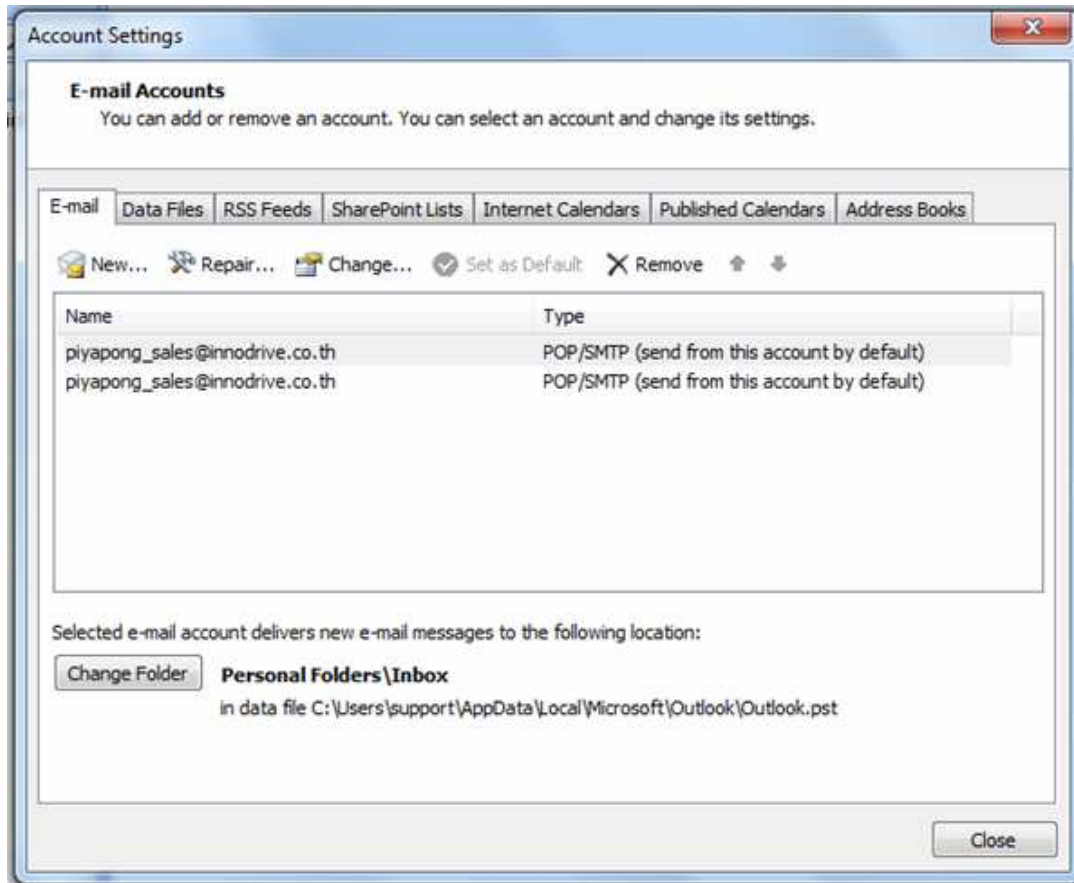 Account Settings
E-mail Accounts
You can add or remove an account. You can select an account and change its settings.
E-mail Data Files RSS Feeds SharePoint Lists Internet Calendars Published Calendars Address Books
New... Repair... Change... Set as Default Remove
Name Type
piyapong_sales@innodrive.co.th POP/SMTP (send from this account by default)
piyapong_sales@innodrive.co.th POP/SMTP (send from this account by default)
Selected e-mail account delivers new e-mail messages to the following location:
Change Folder Personal Folders\Inbox
in data file C:\Users\support\AppData\Local\Microsoft\Outlook\Outlook.pst
Close